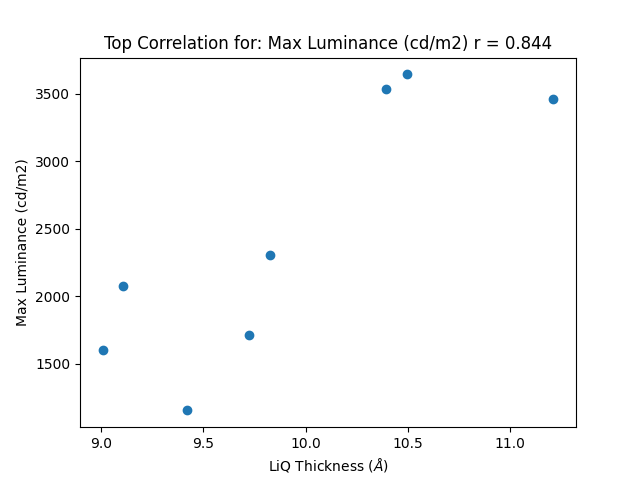 Top Correlation for: Max Luminance (cd/m2) r = 0.844
3500
3000
2500
2000
1500
Max Luminance (cd/m2)
9.0 9.5 10.0 10.5 11.0
LiQ Thickness (Å)